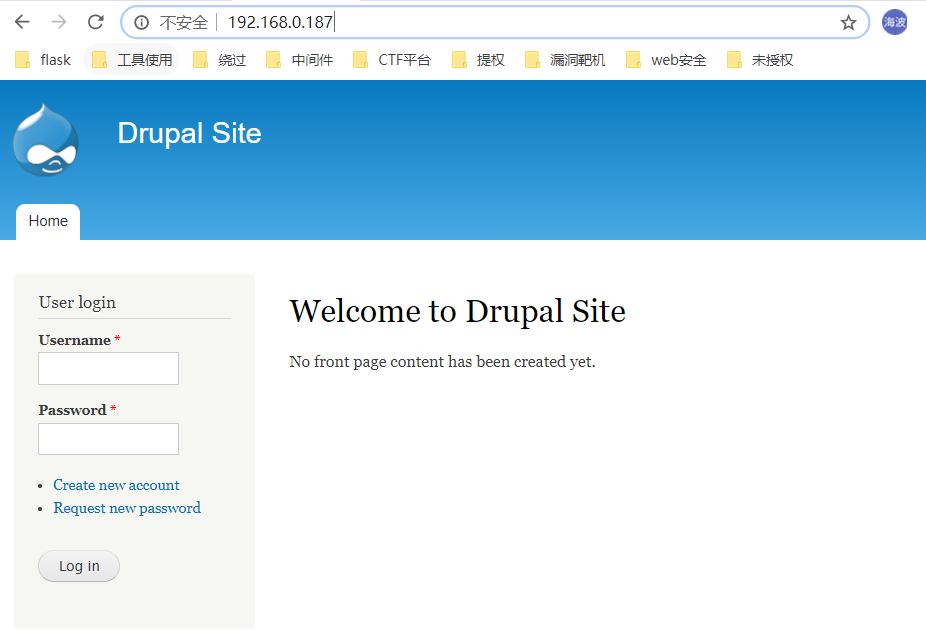 不安全 192.168.0.187 海波
flask 工具使用 绕过 中间件 CTF平台 提权 漏洞靶机 web安全 未授权
Drupal Site
Home
User login
Username *
Password *
Create new account
Request new password
Log in
Welcome to Drupal Site
No front page content has been created yet.